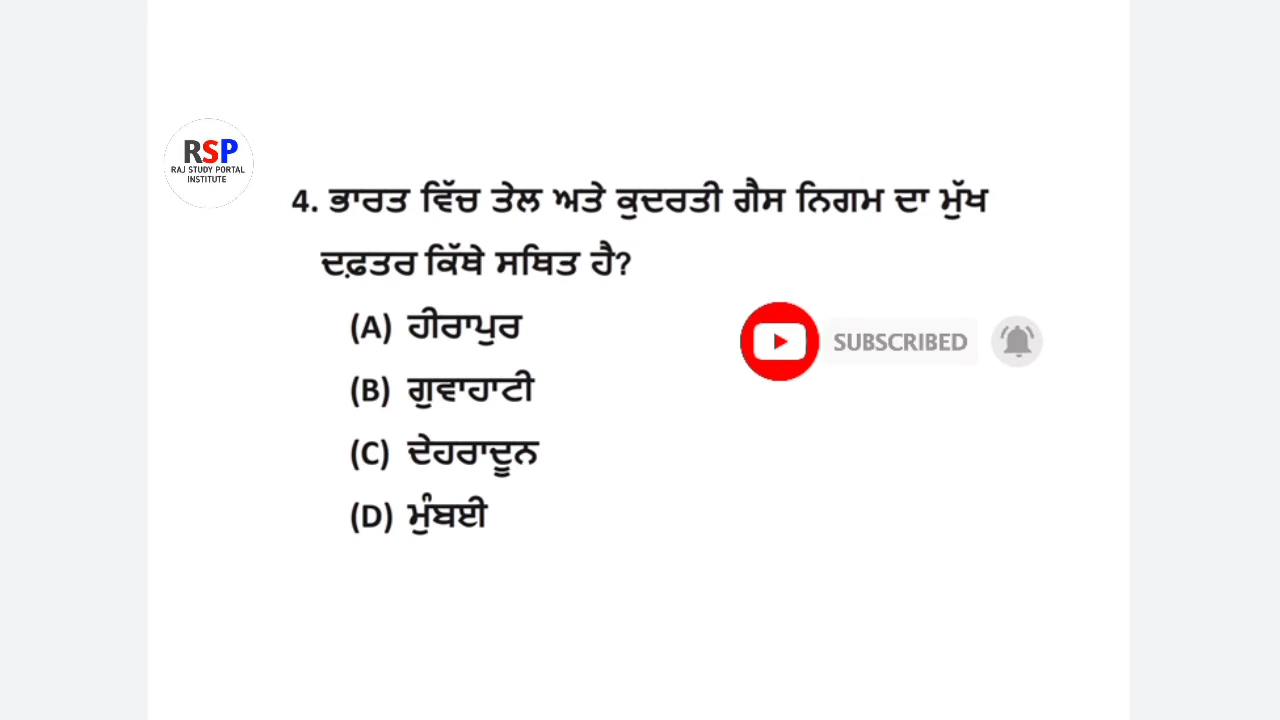 RSP
RAJ STUDY PORTAL
INSTITUTE
4. ਭਾਰਤ ਵਿੱਚ ਤੇਲ ਅਤੇ ਕੁਦਰਤੀ ਗੈਸ ਨਿਗਮ ਦਾ ਮੁੱਖ
ਦਫ਼ਤਰ ਕਿੱਥੇ ਸਥਿਤ ਹੈ?
(A) ਹੀਰਾਪੁਰ
SUBSCRIBED
(B) ਗੁਵਾਹਾਟੀ
(C) ਦੇਹਰਾਦੂਨ
(D) ਮੁੰਬਈ